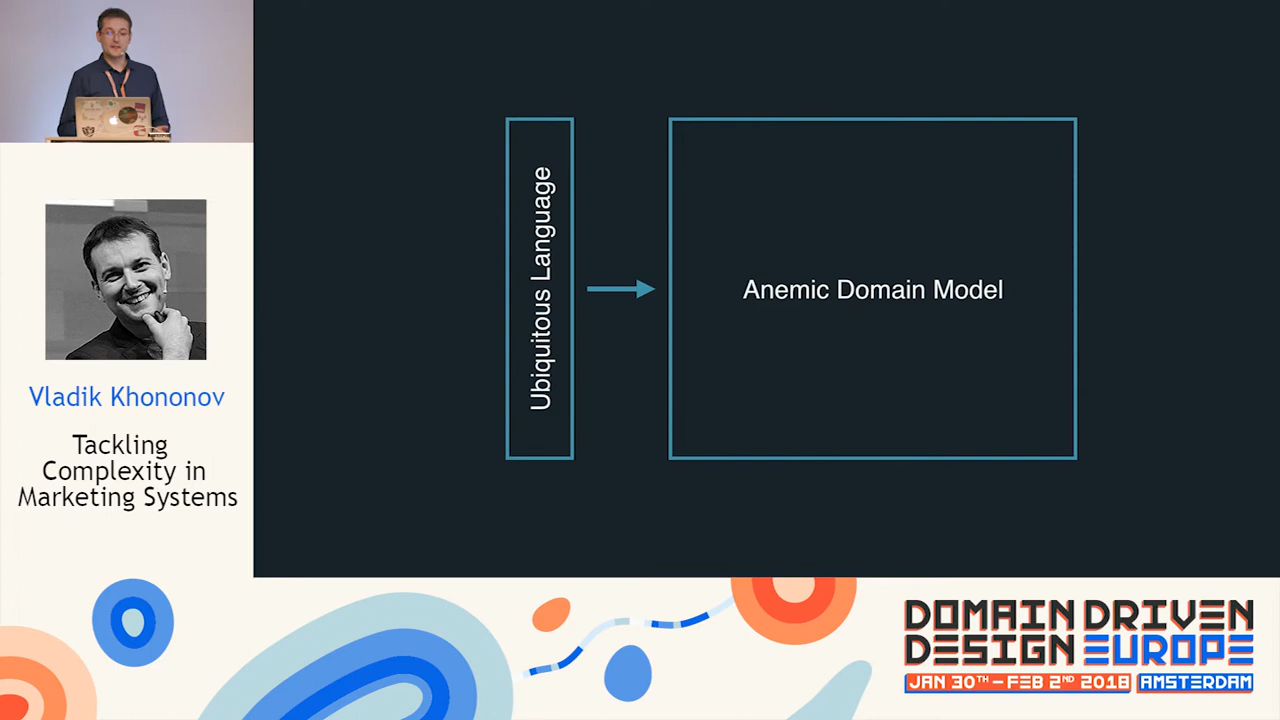 Ubiquitous Language
Anemic Domain Model
Vladik Khononov
Tackling
Complexity in
Marketing Systems
DOMAIN DRIVEN
DESIGN EUROPE
JAN 30TH - FEB 2ND 2018 AMSTERDAM